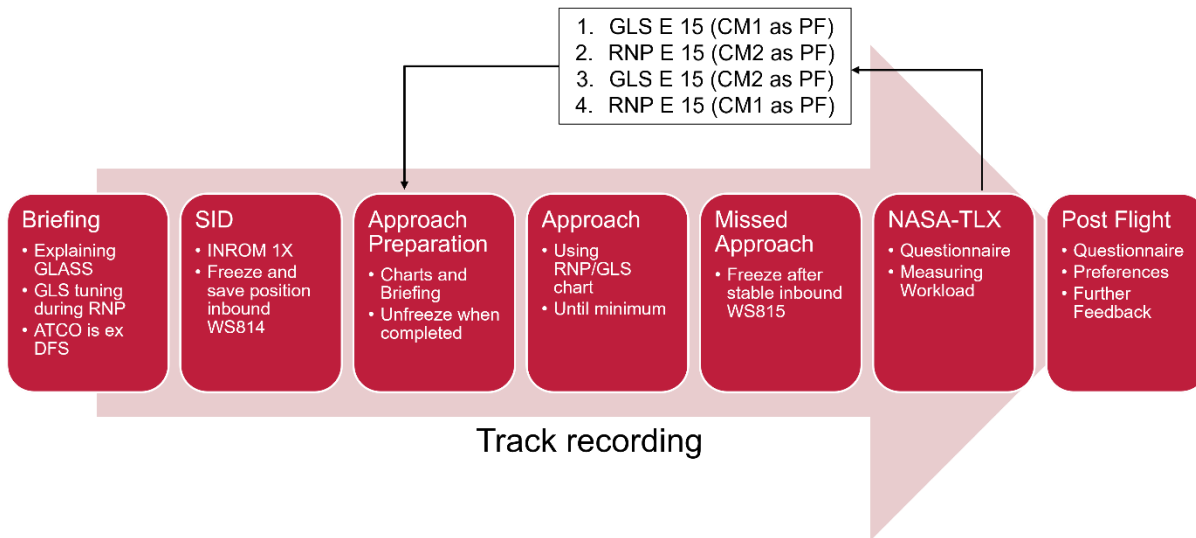 1. GLS E 15 (CM1 as PF)
2. RNP E 15 (CM2 as PF)
3. GLS E 15 (CM2 as PF)
4. RNP E 15 (CM1 as PF)
Briefing
• Explaining
GLASS
• GLS tuning
during RNP
• ATCO is ex
DFS
SID
• INROM 1X
• Freeze and
save position
inbound
WS814
Approach
Preparation
• Charts and
Briefing
• Unfreeze when
completed
Approach
• Using
RNP/GLS
chart
• Until minimum
Missed
Approach
• Freeze after
stable inbound
WS815
NASA-TLX
• Questionnaire
• Measuring
Workload
Post Flight
• Questionnaire
• Preferences
• Further
Feedback
Track recording